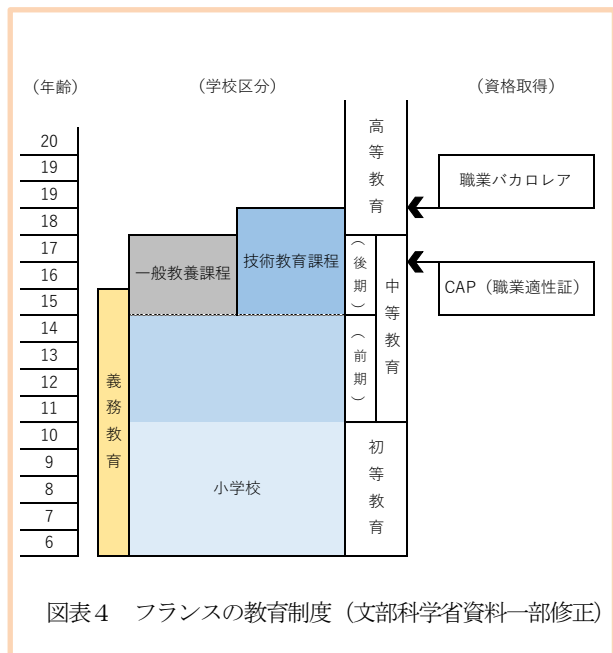 (年齢)
(学校区分)
(資格取得)
20
19
19
18
17
16
15
14
13
12
11
10
9
8
7
6
義務教育
一般教養課程
技術教育課程
小学校
高等教育
(後期)
(前期)
中等教育
初等教育
職業バカロレア
CAP(職業適性証)
図表4 フランスの教育制度(文部科学省資料一部修正)